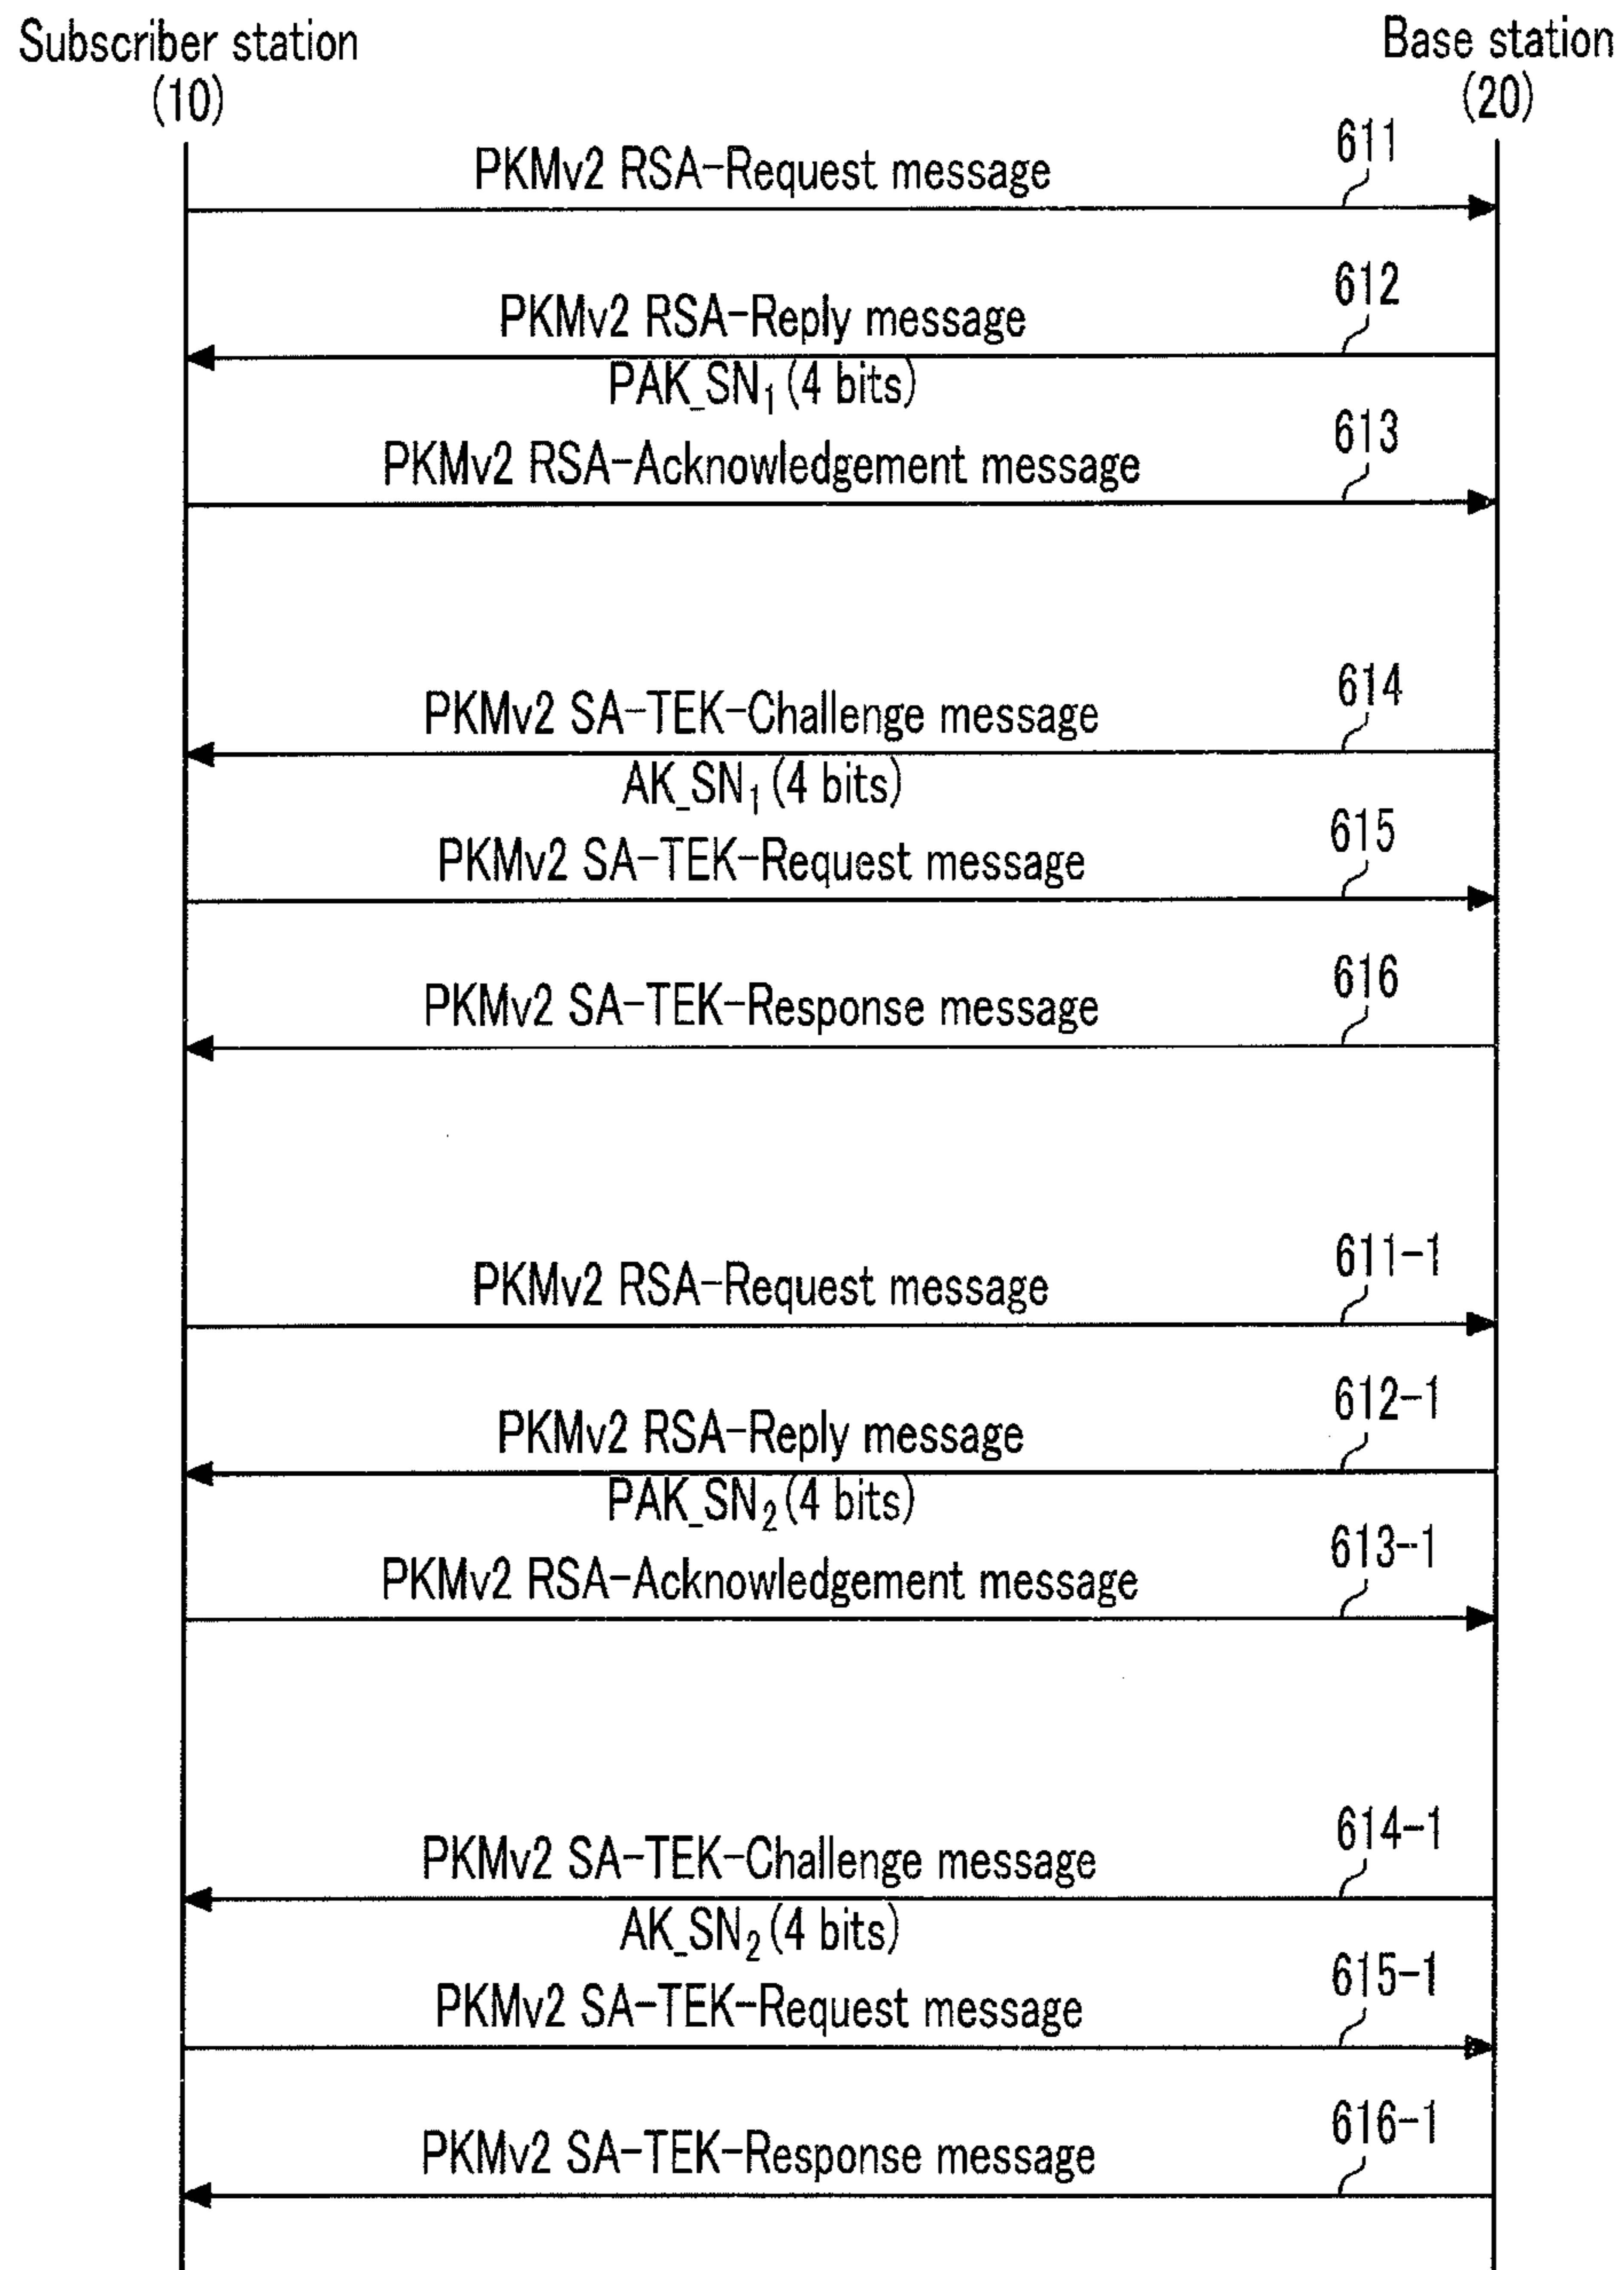 Subscriber station
(10)
Base station
(20)
PKMv2 RSA-Request message
611
PKMv2 RSA-Reply message
612
PAK_SN₁ (4 bits)
PKMv2 RSA-Acknowledgement message
613
PKMv2 SA-TEK-Challenge message
614
AK_SN₁ (4 bits)
PKMv2 SA-TEK-Request message
615
PKMv2 SA-TEK-Response message
616
PKMv2 RSA-Request message
611-1
PKMv2 RSA-Reply message
612-1
PAK_SN₂ (4 bits)
PKMv2 RSA-Acknowledgement message
613-1
PKMv2 SA-TEK-Challenge message
614-1
AK_SN₂ (4 bits)
PKMv2 SA-TEK-Request message
615-1
PKMv2 SA-TEK-Response message
616-1